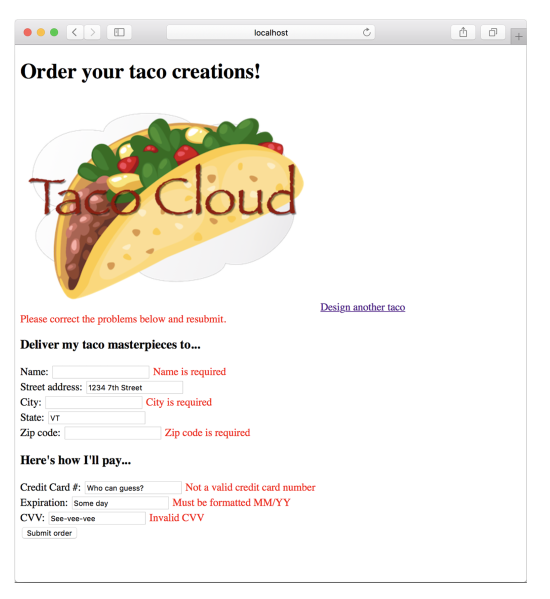 localhost
Order your taco creations!
Taco Cloud
Design another taco
Please correct the problems below and resubmit.
Deliver my taco masterpieces to...
Name: Name is required
Street address: 1234 7th Street
City: City is required
State: VT
Zip code: Zip code is required
Here's how I'll pay...
Credit Card #: Who can guess? Not a valid credit card number
Expiration: Some day Must be formatted MM/YY
CVV: See-vee-vee Invalid CVV
Submit order